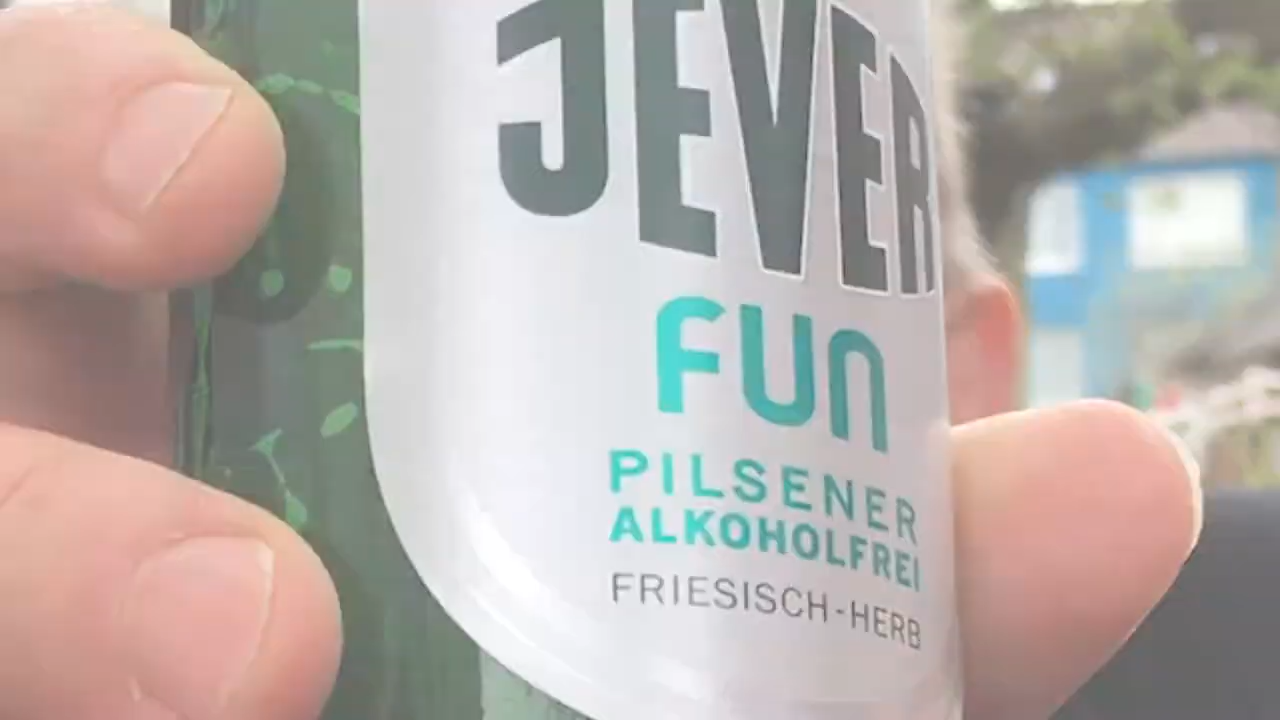 JEVER
FUN
PILSENER
ALKOHOLFREI
FRIESISCH-HERB